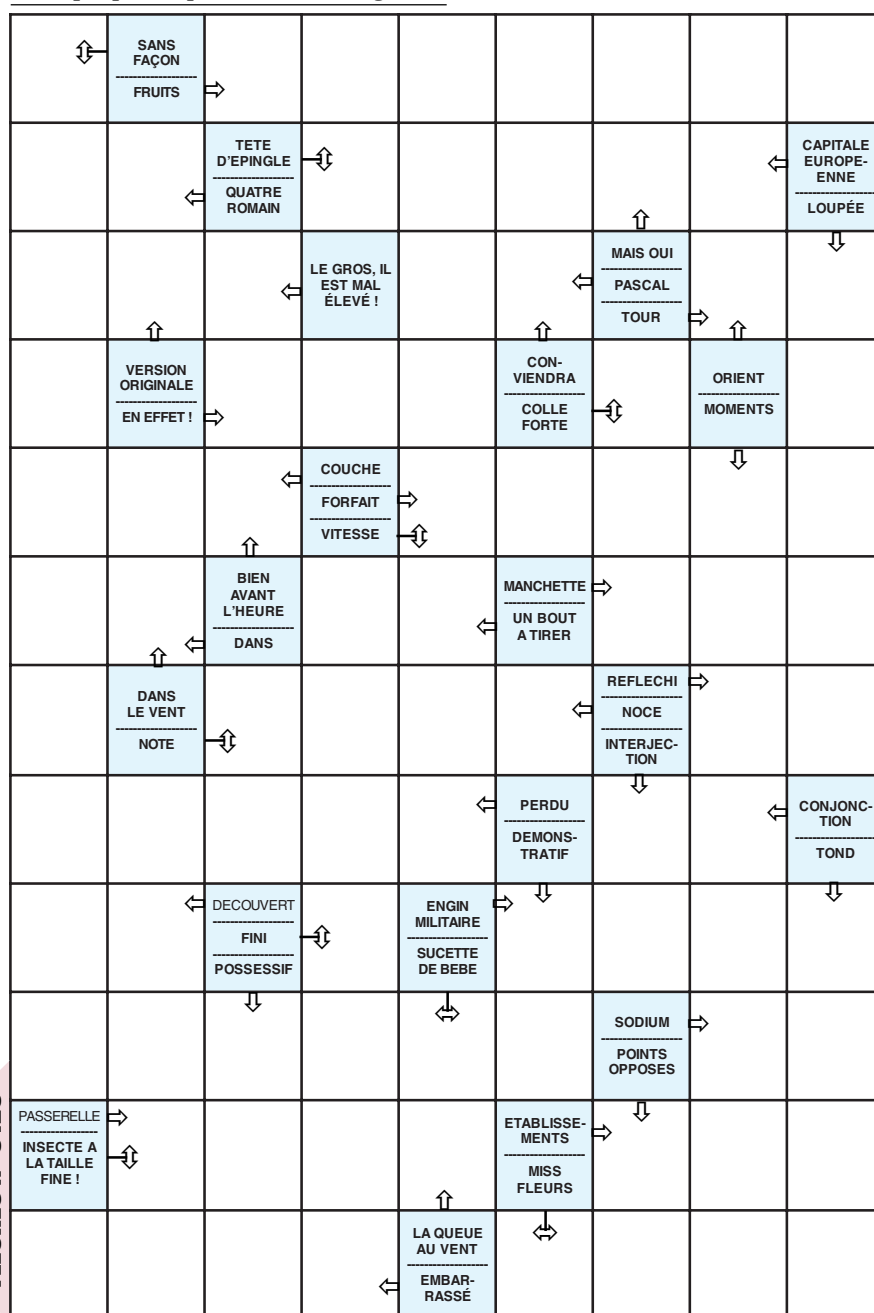 SANS
FAÇON
FRUITS
TETE
D'EPINGLE
QUATRE
ROMAIN
CAPITALE
EUROPE-
ENNE
LOUPÉE
LE GROS, IL
EST MAL
ÉLEVÉ !
MAIS OUI
PASCAL
TOUR
VERSION
ORIGINALE
EN EFFET !
CON-
VIENDRA
COLLE
FORTE
ORIENT
MOMENTS
COUCHE
FORFAIT
VITESSE
BIEN
AVANT
L'HEURE
DANS
MANCHETTE
UN BOUT
A TIRER
DANS
LE VENT
NOTE
REFLECHI
NOCE
INTERJEC-
TION
PERDU
DEMONS-
TRATIF
CONJONC-
TION
TOND
DECOUVERT
FINI
POSSESSIF
ENGIN
MILITAIRE
SUCETTE
DE BEBE
SODIUM
POINTS
OPPOSES
PASSERELLE
INSECTE A
LA TAILLE
FINE !
ETABLISSE-
MENTS
MISS
FLEURS
LA QUEUE
AU VENT
EMBAR-
RASSÉ